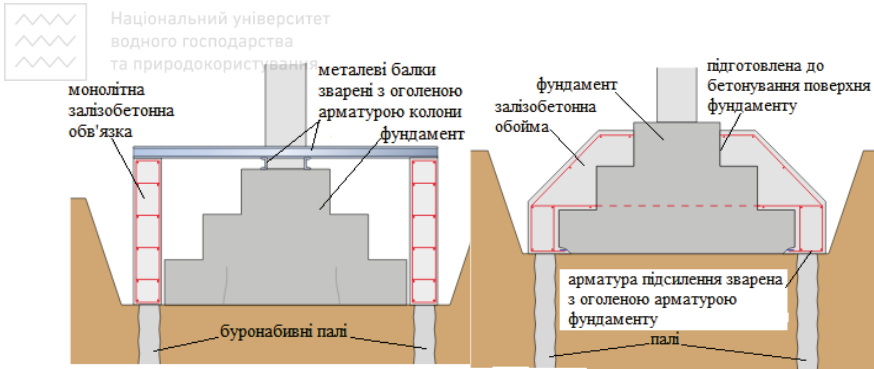 Національний університет
водного господарства
та природокористування
монолітна
залізобетонна
обв'язка
металеві балки
зварені з оголеною
арматурою колони
фундамент
буронабивні палі
фундамент
залізобетонна
обойма
підготовлена до
бетонування поверхня
фундаменту
арматура підсилення зварена
з оголеною арматурою
фундаменту
палі